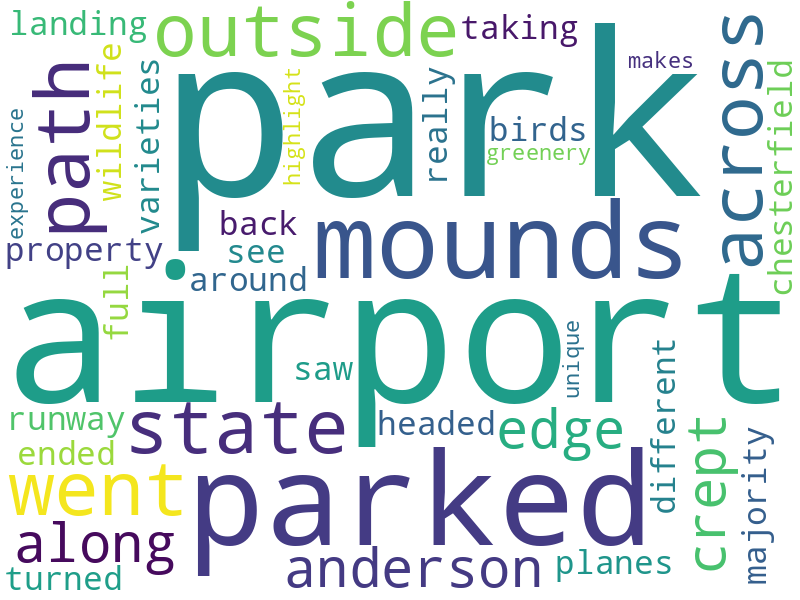 landing
outside
taking
makes
park
path
wildlife
varieties
highlight
really
birds
greenery
across
chesterfield
experience
property
back
see
around
mounds
full
airport
saw
unique
runway
state
headed
edge
different
ended
went
parked
crept
majority
along
anderson
planes
turned